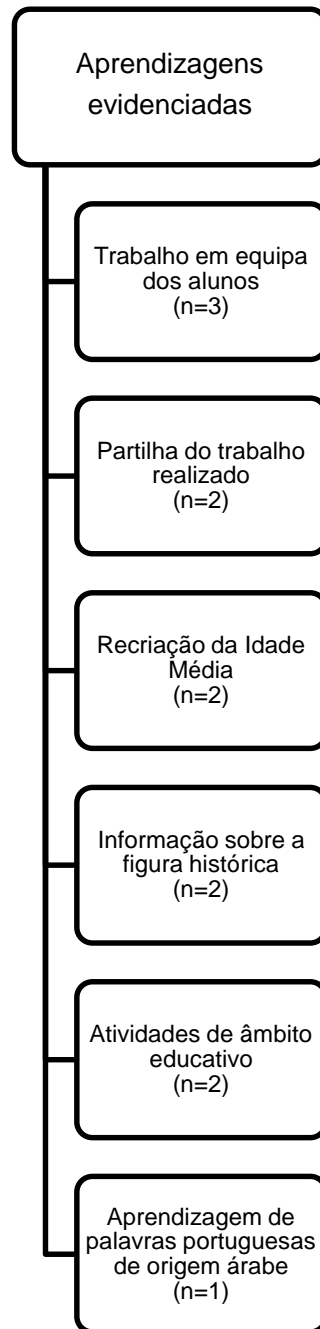 Aprendizagens
evidenciadas
Trabalho em equipa
dos alunos
(n=3)
Partilha do trabalho
realizado
(n=2)
Recriação da Idade
Média
(n=2)
Informação sobre a
figura histórica
(n=2)
Atividades de âmbito
educativo
(n=2)
Aprendizagem de
palavras portuguesas
de origem árabe
(n=1)